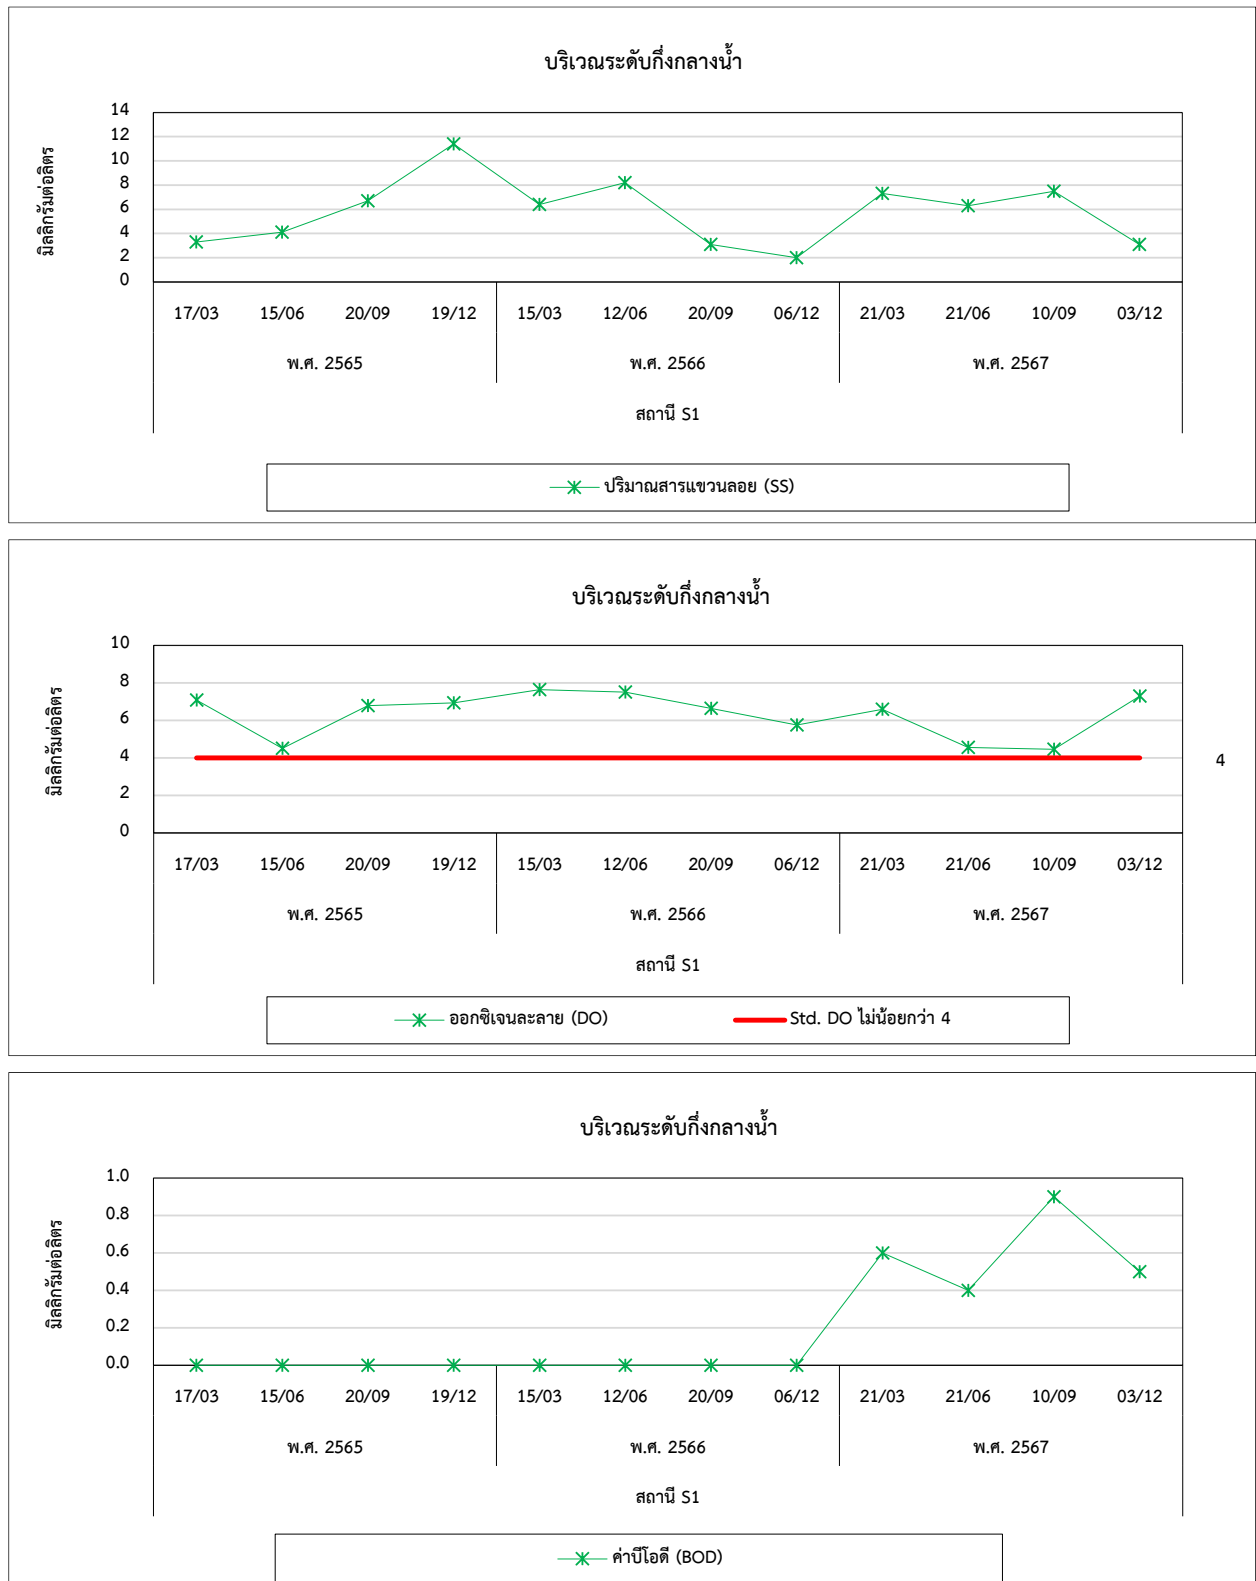 บริเวณระดับกึ่งกลางน้ำ
มิลลิกรัมต่อลิตร
14
12
10
8
6
4
2
0
17/03 15/06 20/09 19/12 15/03 12/06 20/09 06/12 21/03 21/06 10/09 03/12
พ.ศ. 2565 พ.ศ. 2566 พ.ศ. 2567
สถานี S1
ปริมาณสารแขวนลอย (SS)
บริเวณระดับกึ่งกลางน้ำ
มิลลิกรัมต่อลิตร
10
8
6
4
2
0
4
17/03 15/06 20/09 19/12 15/03 12/06 20/09 06/12 21/03 21/06 10/09 03/12
พ.ศ. 2565 พ.ศ. 2566 พ.ศ. 2567
สถานี S1
ออกซิเจนละลาย (DO) Std. DO ไม่น้อยกว่า 4
บริเวณระดับกึ่งกลางน้ำ
มิลลิกรัมต่อลิตร
1.0
0.8
0.6
0.4
0.2
0.0
17/03 15/06 20/09 19/12 15/03 12/06 20/09 06/12 21/03 21/06 10/09 03/12
พ.ศ. 2565 พ.ศ. 2566 พ.ศ. 2567
สถานี S1
ค่าบีโอดี (BOD)